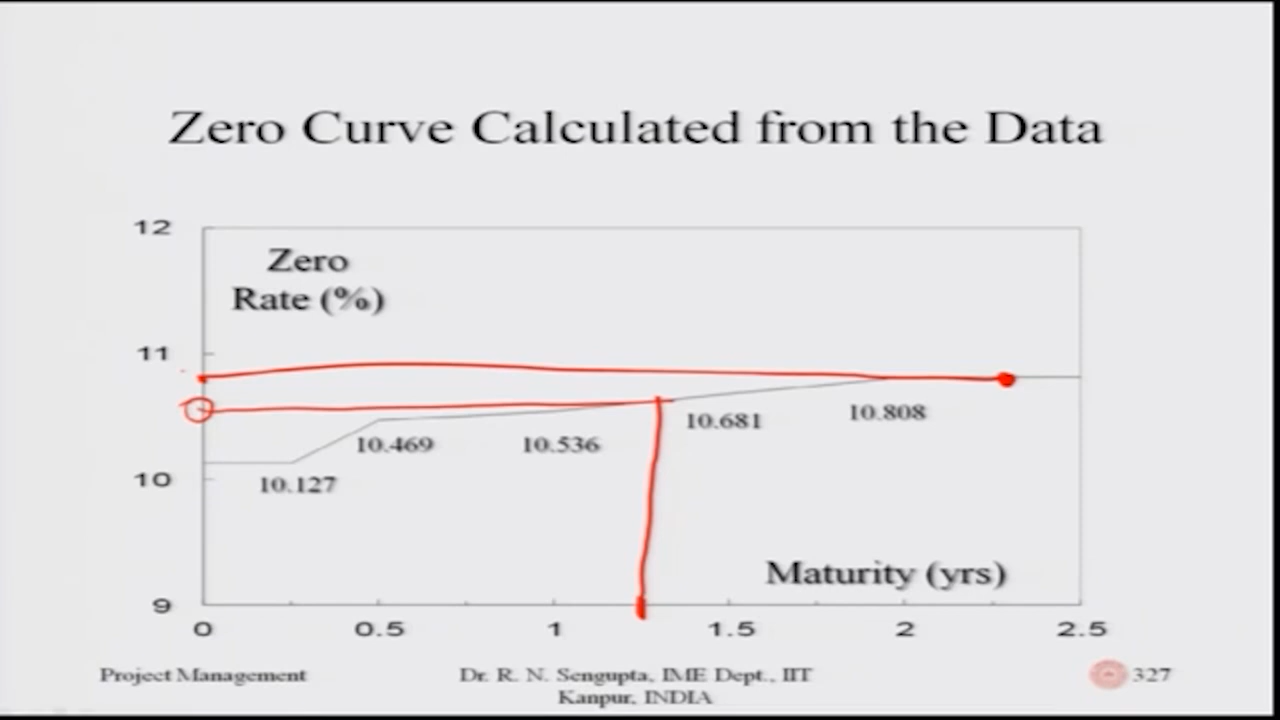 Zero Curve Calculated from the Data
12
Zero
Rate (%)
11
10.681
10.808
10.469
10.536
10
10.127
Maturity (yrs)
9
0 0.5 1 1.5 2 2.5
Project Management
Dr. R. N. Sengupta, IME Dept., IIT
Kanpur, INDIA
327